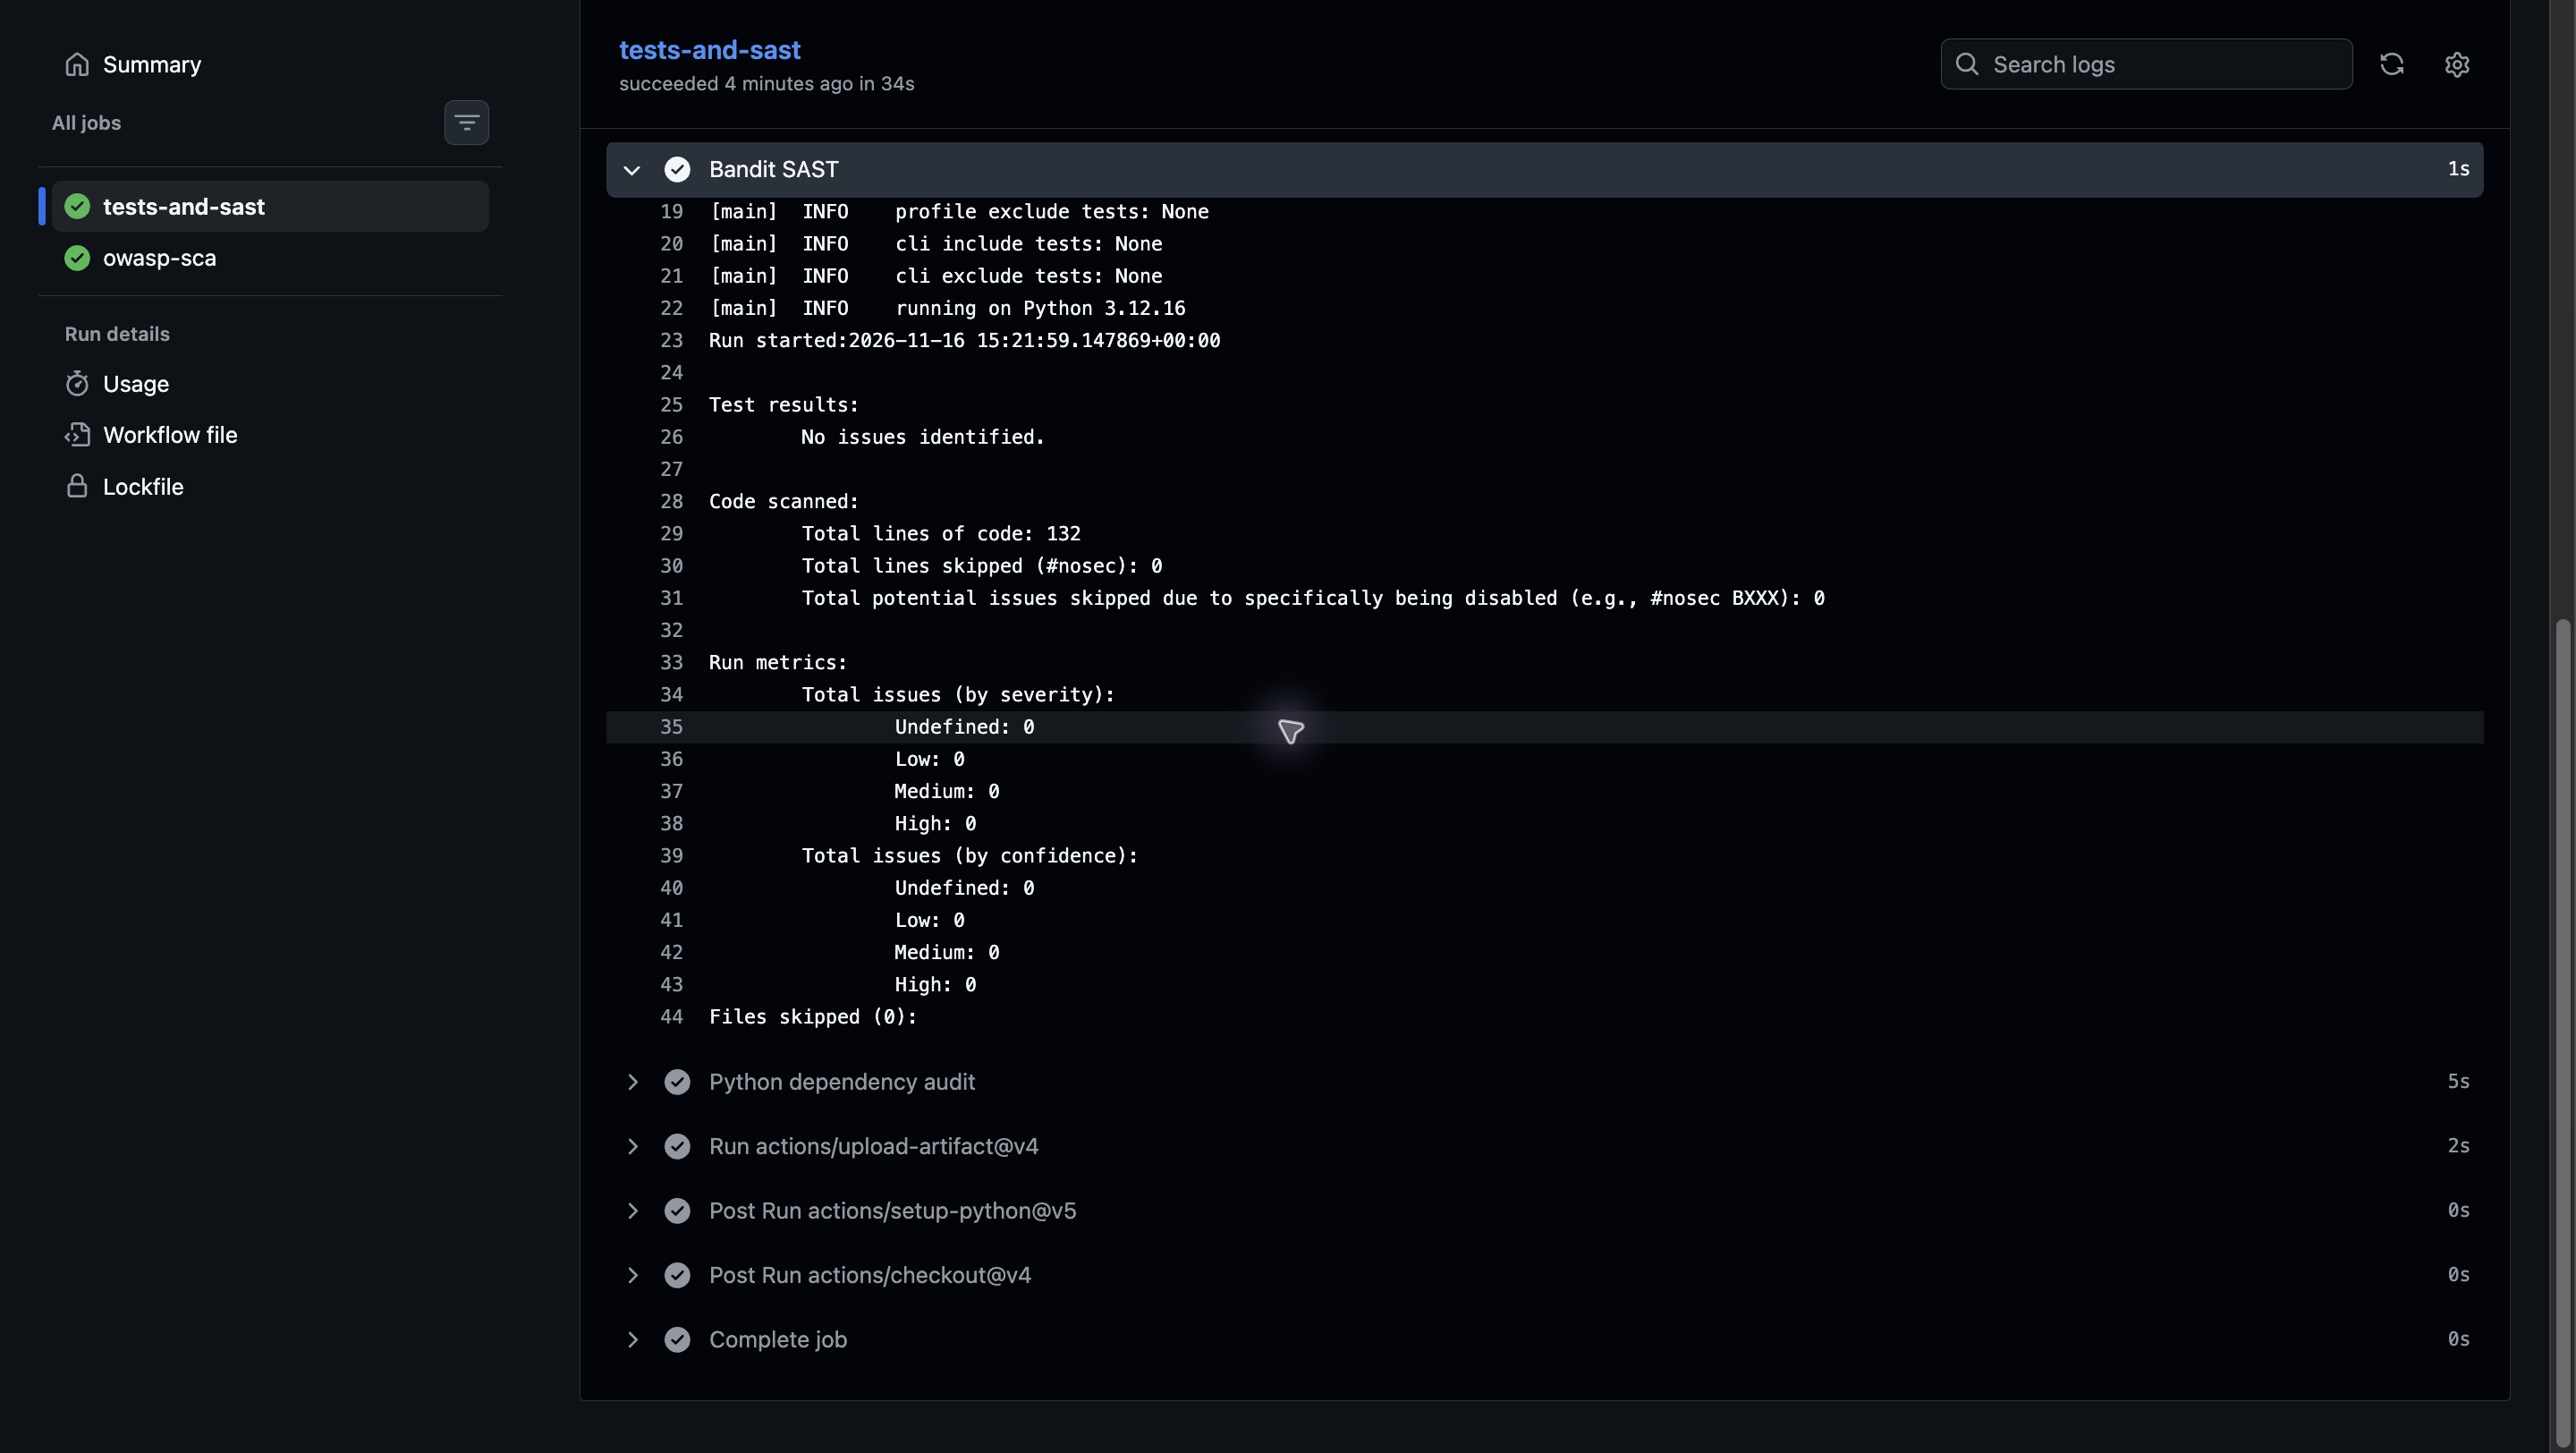 Summary
All jobs
tests-and-sast
owasp-sca
Run details
Usage
Workflow file
Lockfile
tests-and-sast
succeeded 4 minutes ago in 34s
Search logs
Bandit SAST 1s
19 [main] INFO profile exclude tests: None
20 [main] INFO cli include tests: None
21 [main] INFO cli exclude tests: None
22 [main] INFO running on Python 3.12.16
23 Run started:2026-11-16 15:21:59.147869+00:00
24
25 Test results:
26 No issues identified.
27
28 Code scanned:
29 Total lines of code: 132
30 Total lines skipped (#nosec): 0
31 Total potential issues skipped due to specifically being disabled (e.g., #nosec BXXX): 0
32
33 Run metrics:
34 Total issues (by severity):
35 Undefined: 0
36 Low: 0
37 Medium: 0
38 High: 0
39 Total issues (by confidence):
40 Undefined: 0
41 Low: 0
42 Medium: 0
43 High: 0
44 Files skipped (0):
Python dependency audit 5s
Run actions/upload-artifact@v4 2s
Post Run actions/setup-python@v5 0s
Post Run actions/checkout@v4 0s
Complete job 0s